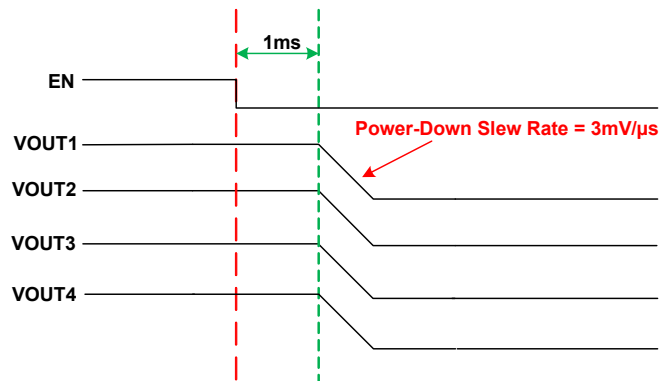 1ms
EN
Power-Down Slew Rate = 3mV/µs
VOUT1
VOUT2
VOUT3
VOUT4